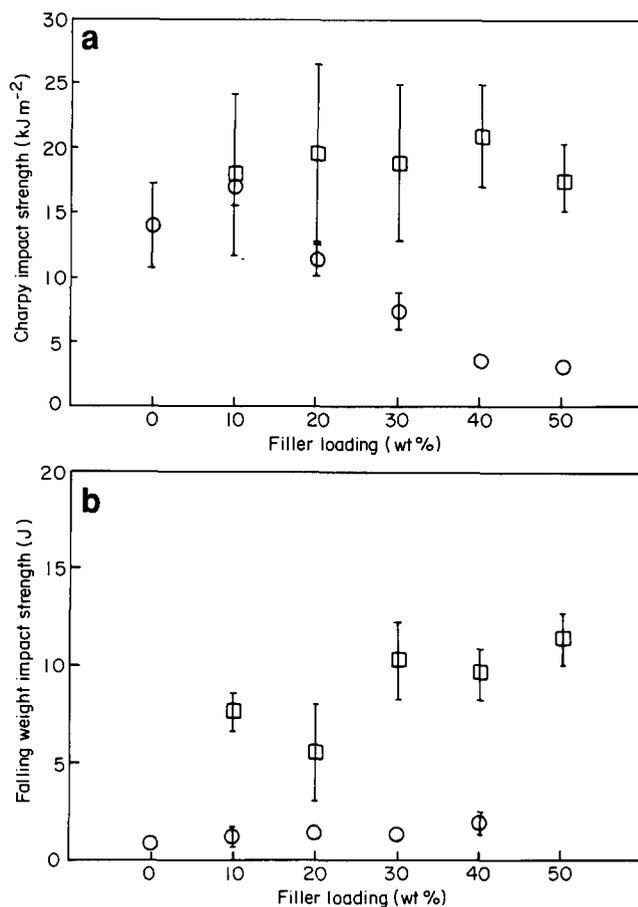 a
Charpy impact strength (kJ m⁻²)
30
25
20
15
10
5
0
0 10 20 30 40 50
Filler loading (wt%)
b
Falling weight impact strength (J)
20
15
10
5
0
0 10 20 30 40 50
Filler loading (wt%)